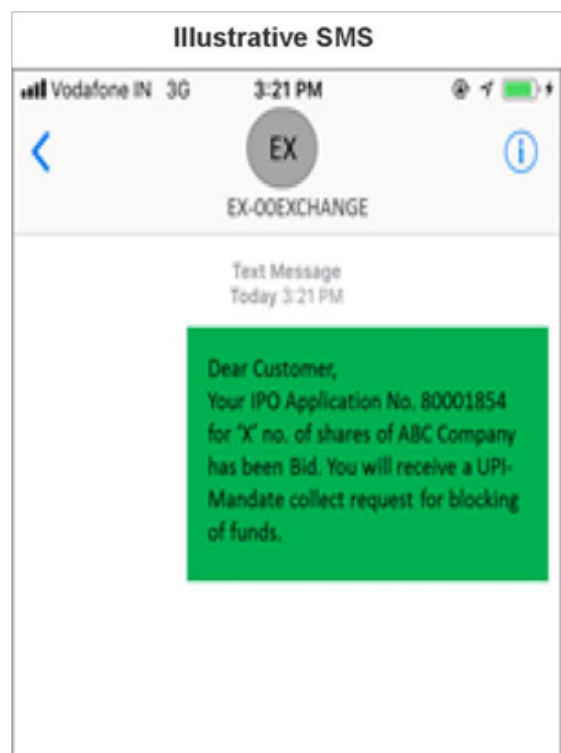 Illustrative SMS
Vodafone IN 3G 3:21 PM
EX
EX-00EXCHANGE
Text Message
Today 3:21 PM
Dear Customer,
Your IPO Application No. 80001854
for 'X' no. of shares of ABC Company
has been Bid. You will receive a UPI-
Mandate collect request for blocking
of funds.